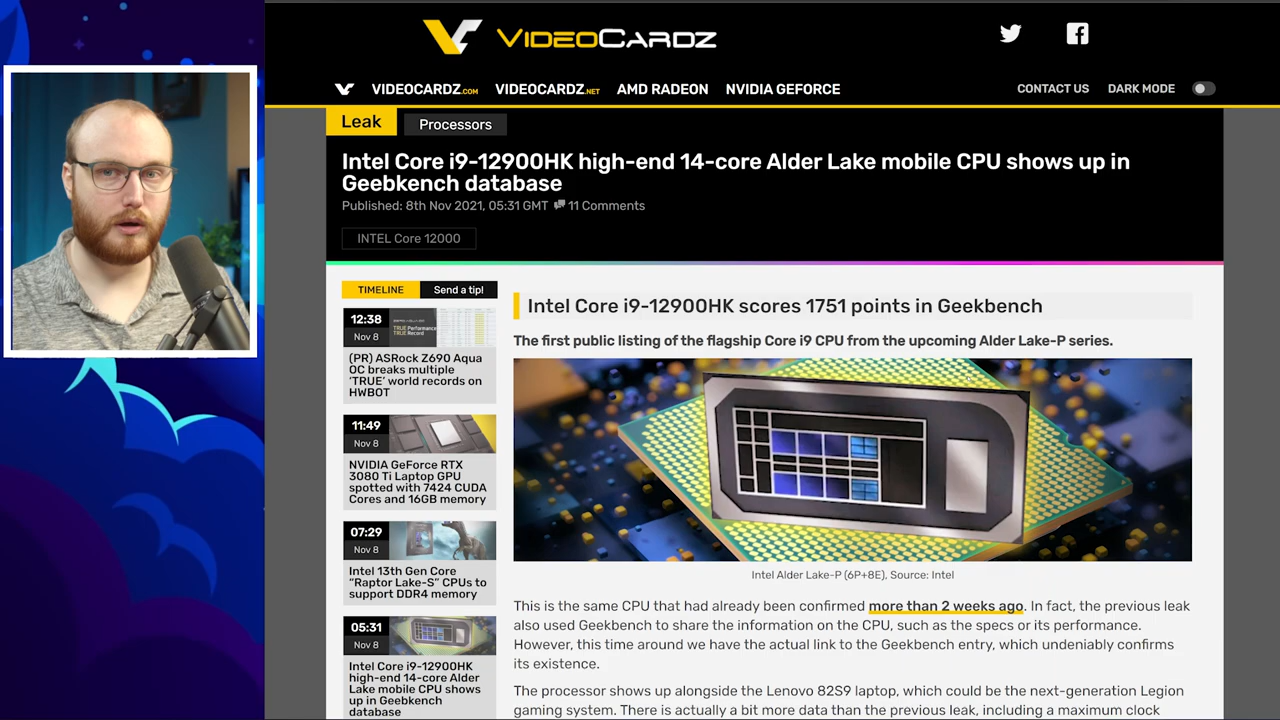 VIDEOCARDZ
VIDEOCARDZ.COM
VIDEOCARDZ.NET
AMD RADEON
NVIDIA GEFORCE
CONTACT US
DARK MODE
Leak
Processors
Intel Core i9-12900HK high-end 14-core Alder Lake mobile CPU shows up in
Geebkench database
Published: 8th Nov 2021, 05:31 GMT 11 Comments
INTEL Core 12000
TIMELINE
Send a tip!
12:38
Nov 8
TRUE Performance
TRUE Record
(PR) ASRock Z690 Aqua
OC breaks multiple
‘TRUE’ world records on
HWBOT
11:49
Nov 8
NVIDIA GeForce RTX
3080 Ti Laptop GPU
spotted with 7424 CUDA
Cores and 16GB memory
07:29
Nov 8
Intel 13th Gen Core
“Raptor Lake-S” CPUs to
support DDR4 memory
05:31
Nov 8
Intel Core i9-12900HK
high-end 14-core Alder
Lake mobile CPU shows
up in Geebkench
database
Intel Core i9-12900HK scores 1751 points in Geekbench
The first public listing of the flagship Core i9 CPU from the upcoming Alder Lake-P series.
Intel Alder Lake-P (6P+8E), Source: Intel
This is the same CPU that had already been confirmed more than 2 weeks ago. In fact, the previous leak
also used Geekbench to share the information on the CPU, such as the specs or its performance.
However, this time around we have the actual link to the Geekbench entry, which undeniably confirms
its existence.
The processor shows up alongside the Lenovo 82S9 laptop, which could be the next-generation Legion
gaming system. There is actually a bit more data than the previous leak, including a maximum clock